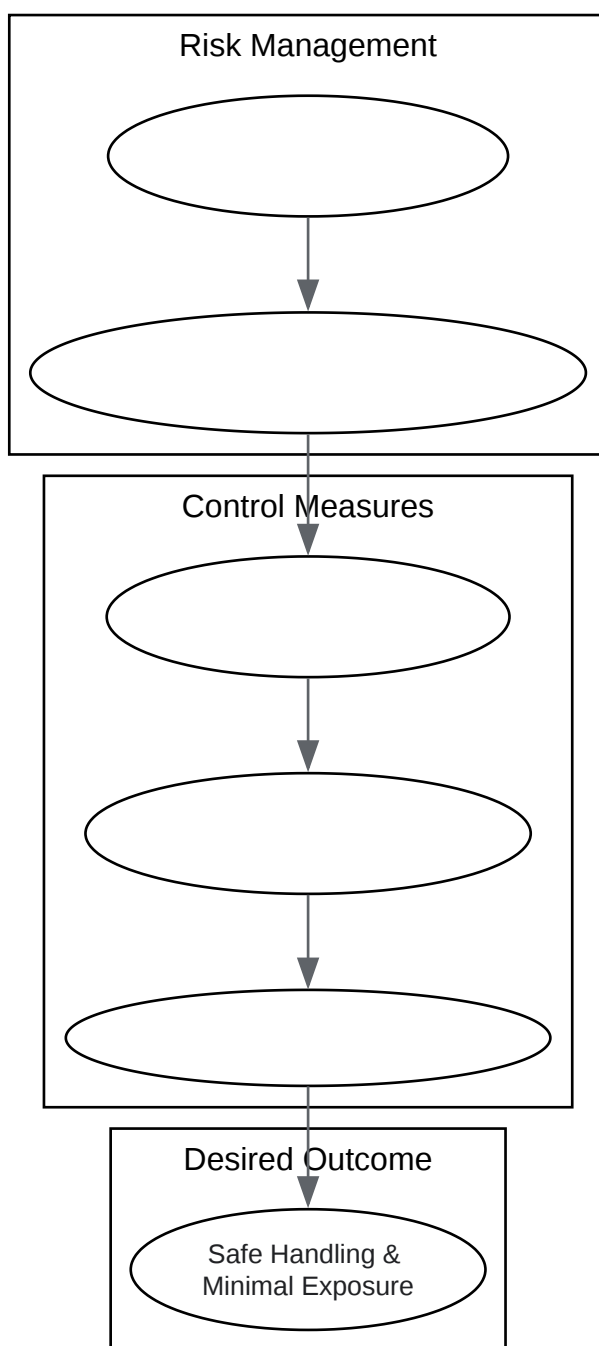 Risk Management
Control Measures
Desired Outcome
Safe Handling &
Minimal Exposure